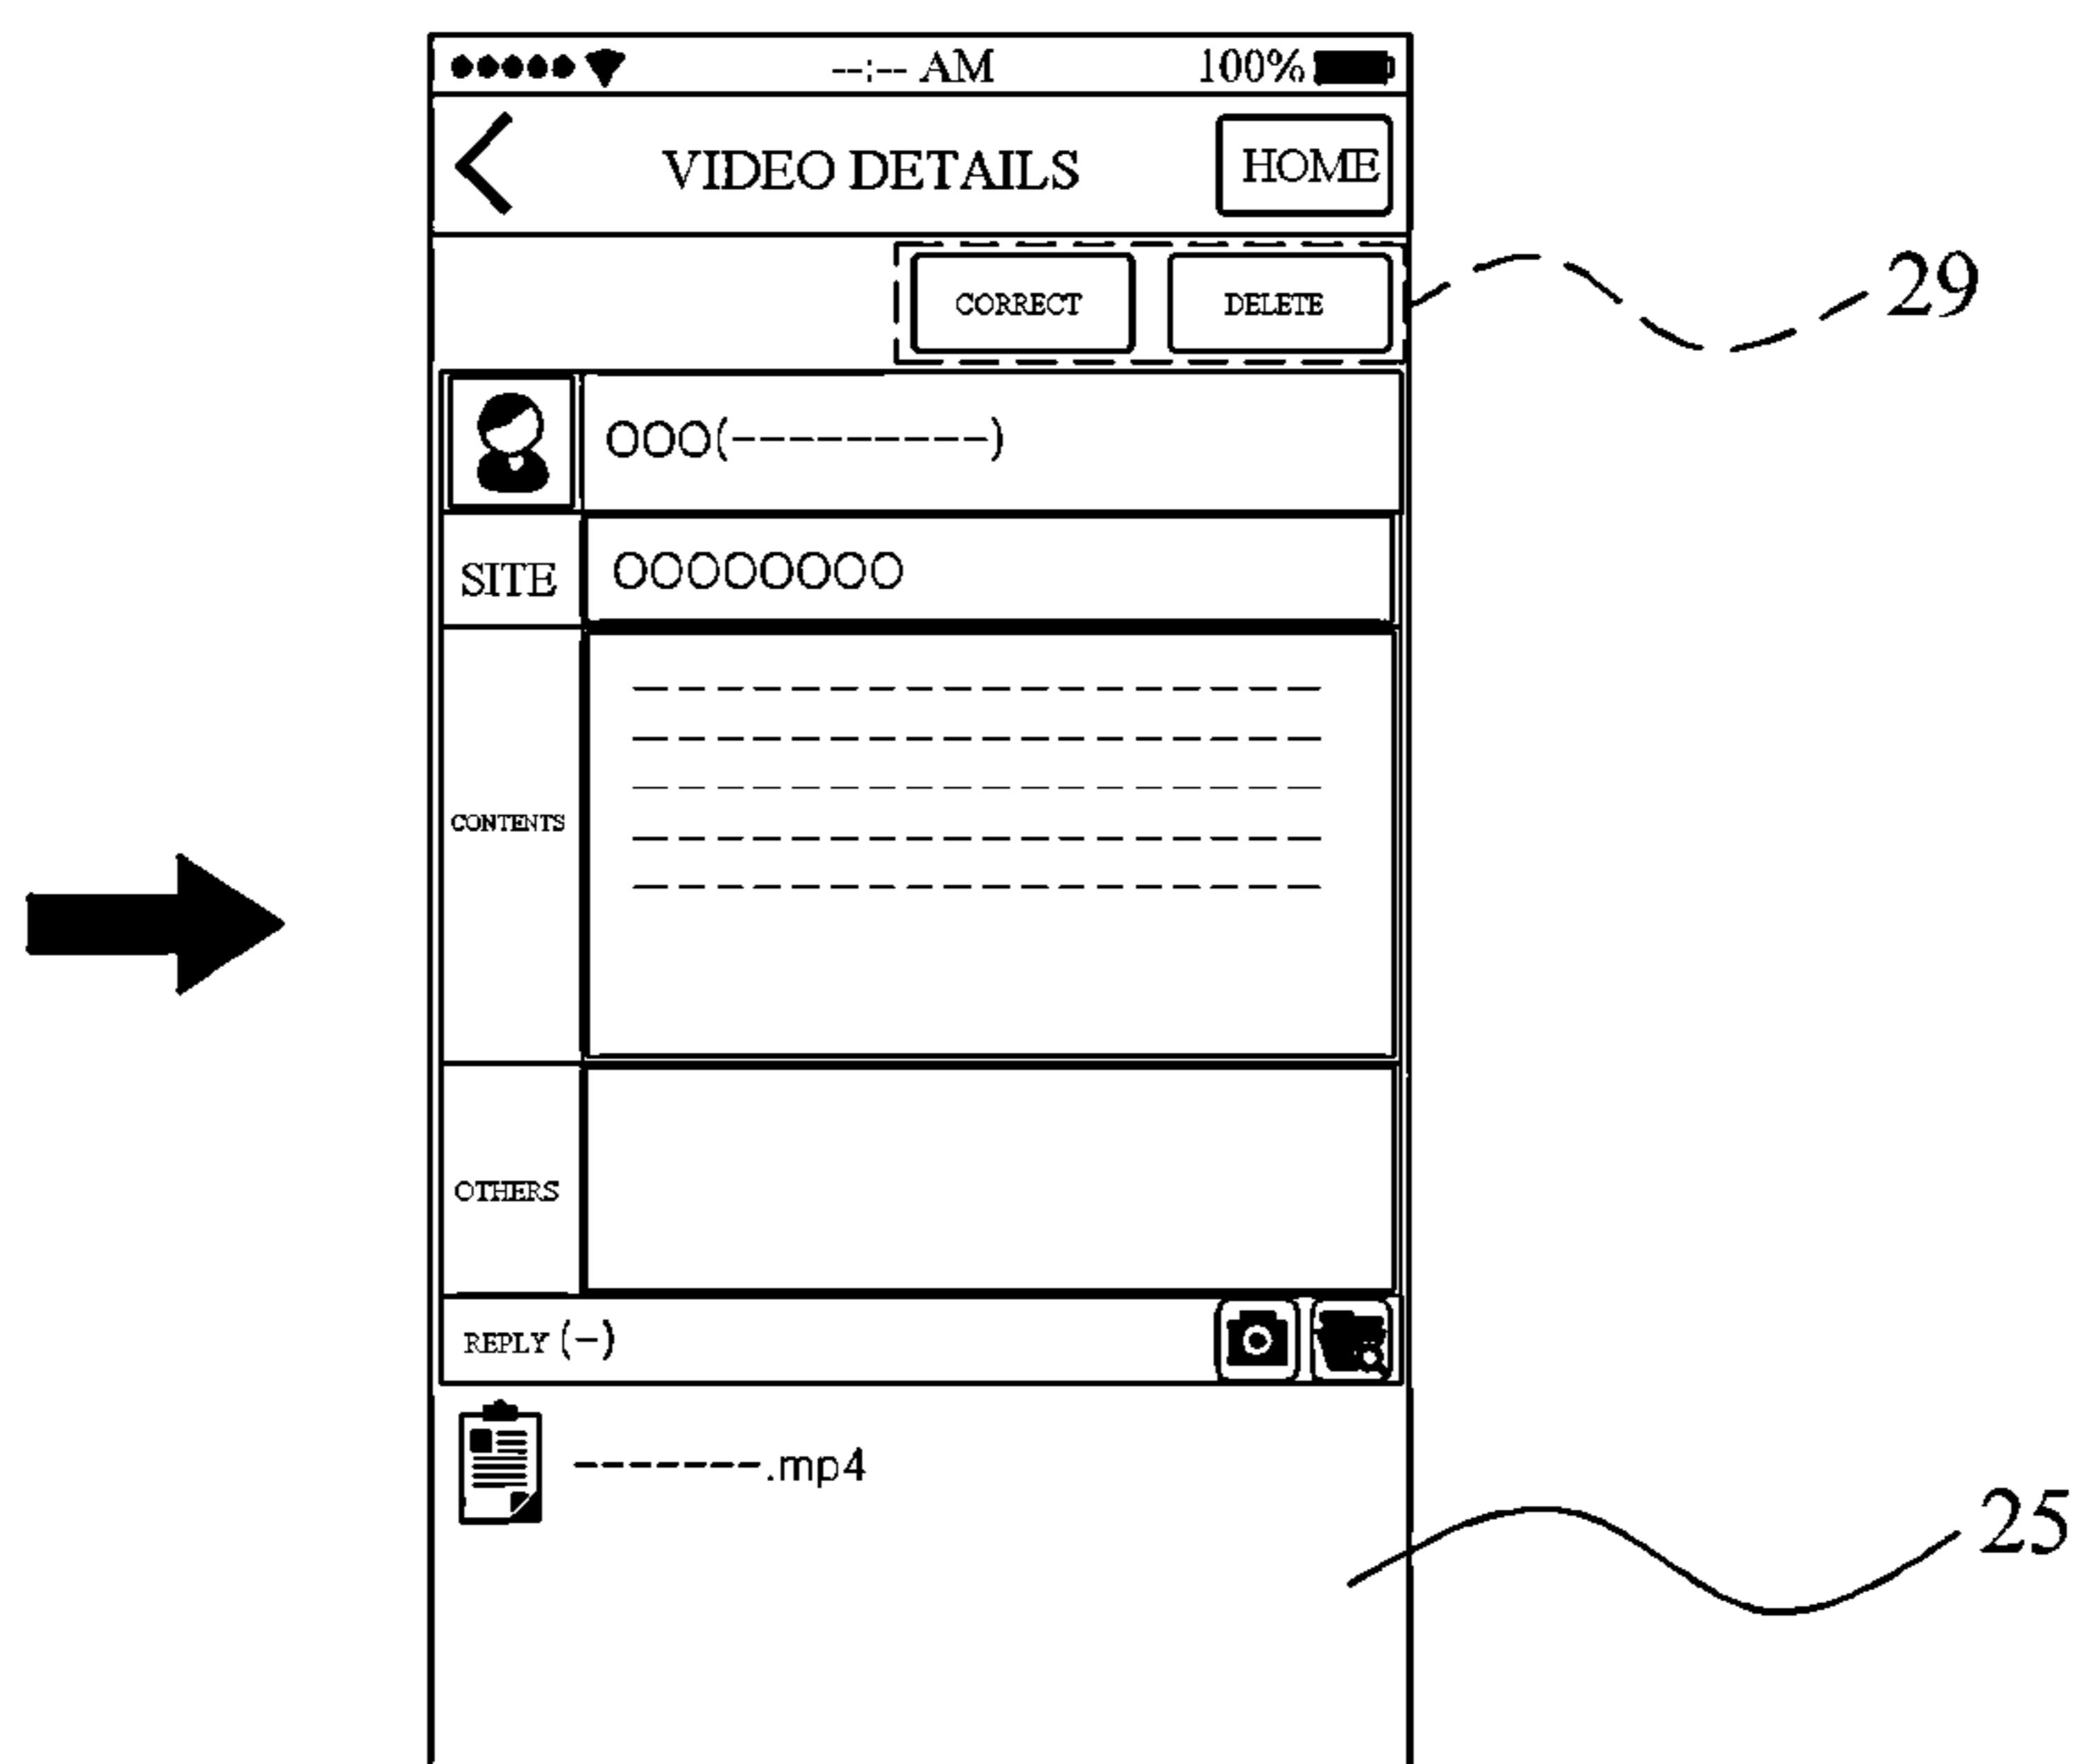 --:-- AM 100%
VIDEO DETAILS HOME
CORRECT DELETE
29
OOO(----------)
SITE OOOOOOOO
CONTENTS
OTHERS
REPLY (-)
-------.mp4
25